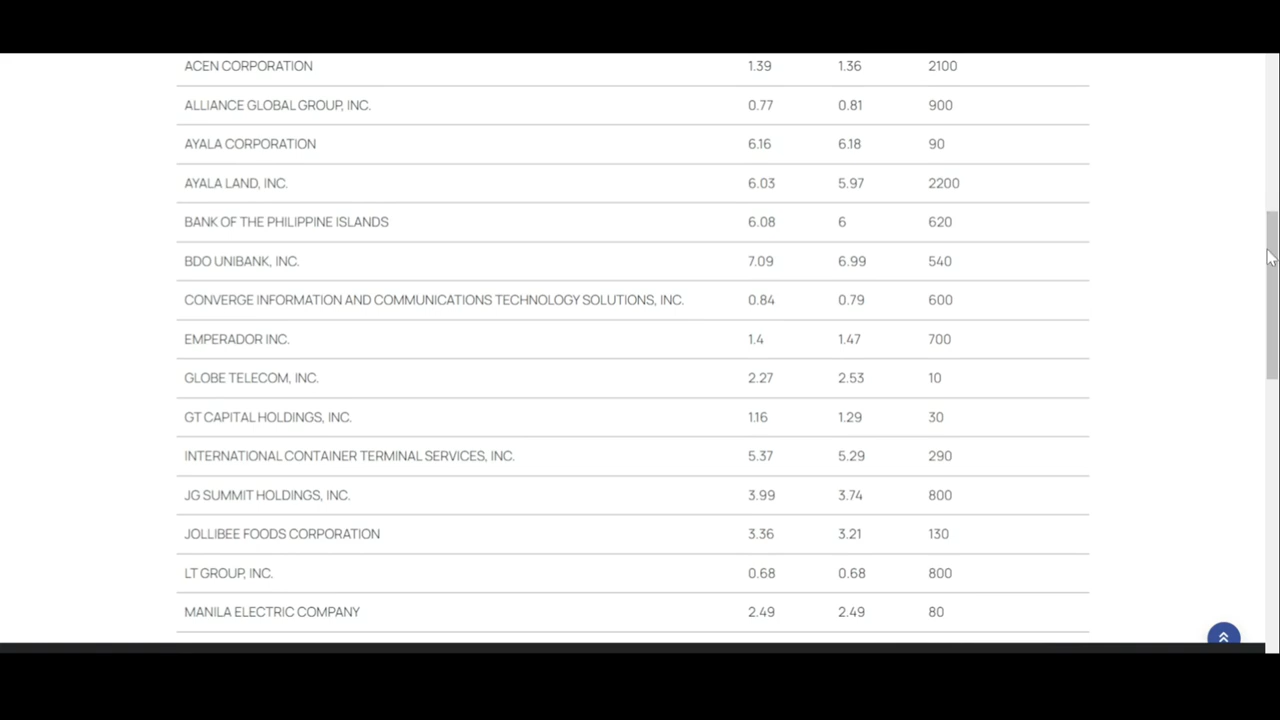 ACEN CORPORATION 1.39 1.36 2100
ALLIANCE GLOBAL GROUP, INC. 0.77 0.81 900
AYALA CORPORATION 6.16 6.18 90
AYALA LAND, INC. 6.03 5.97 2200
BANK OF THE PHILIPPINE ISLANDS 6.08 6 620
BDO UNIBANK, INC. 7.09 6.99 540
CONVERGE INFORMATION AND COMMUNICATIONS TECHNOLOGY SOLUTIONS, INC. 0.84 0.79 600
EMPERADOR INC. 1.4 1.47 700
GLOBE TELECOM, INC. 2.27 2.53 10
GT CAPITAL HOLDINGS, INC. 1.16 1.29 30
INTERNATIONAL CONTAINER TERMINAL SERVICES, INC. 5.37 5.29 290
JG SUMMIT HOLDINGS, INC. 3.99 3.74 800
JOLLIBEE FOODS CORPORATION 3.36 3.21 130
LT GROUP, INC. 0.68 0.68 800
MANILA ELECTRIC COMPANY 2.49 2.49 80